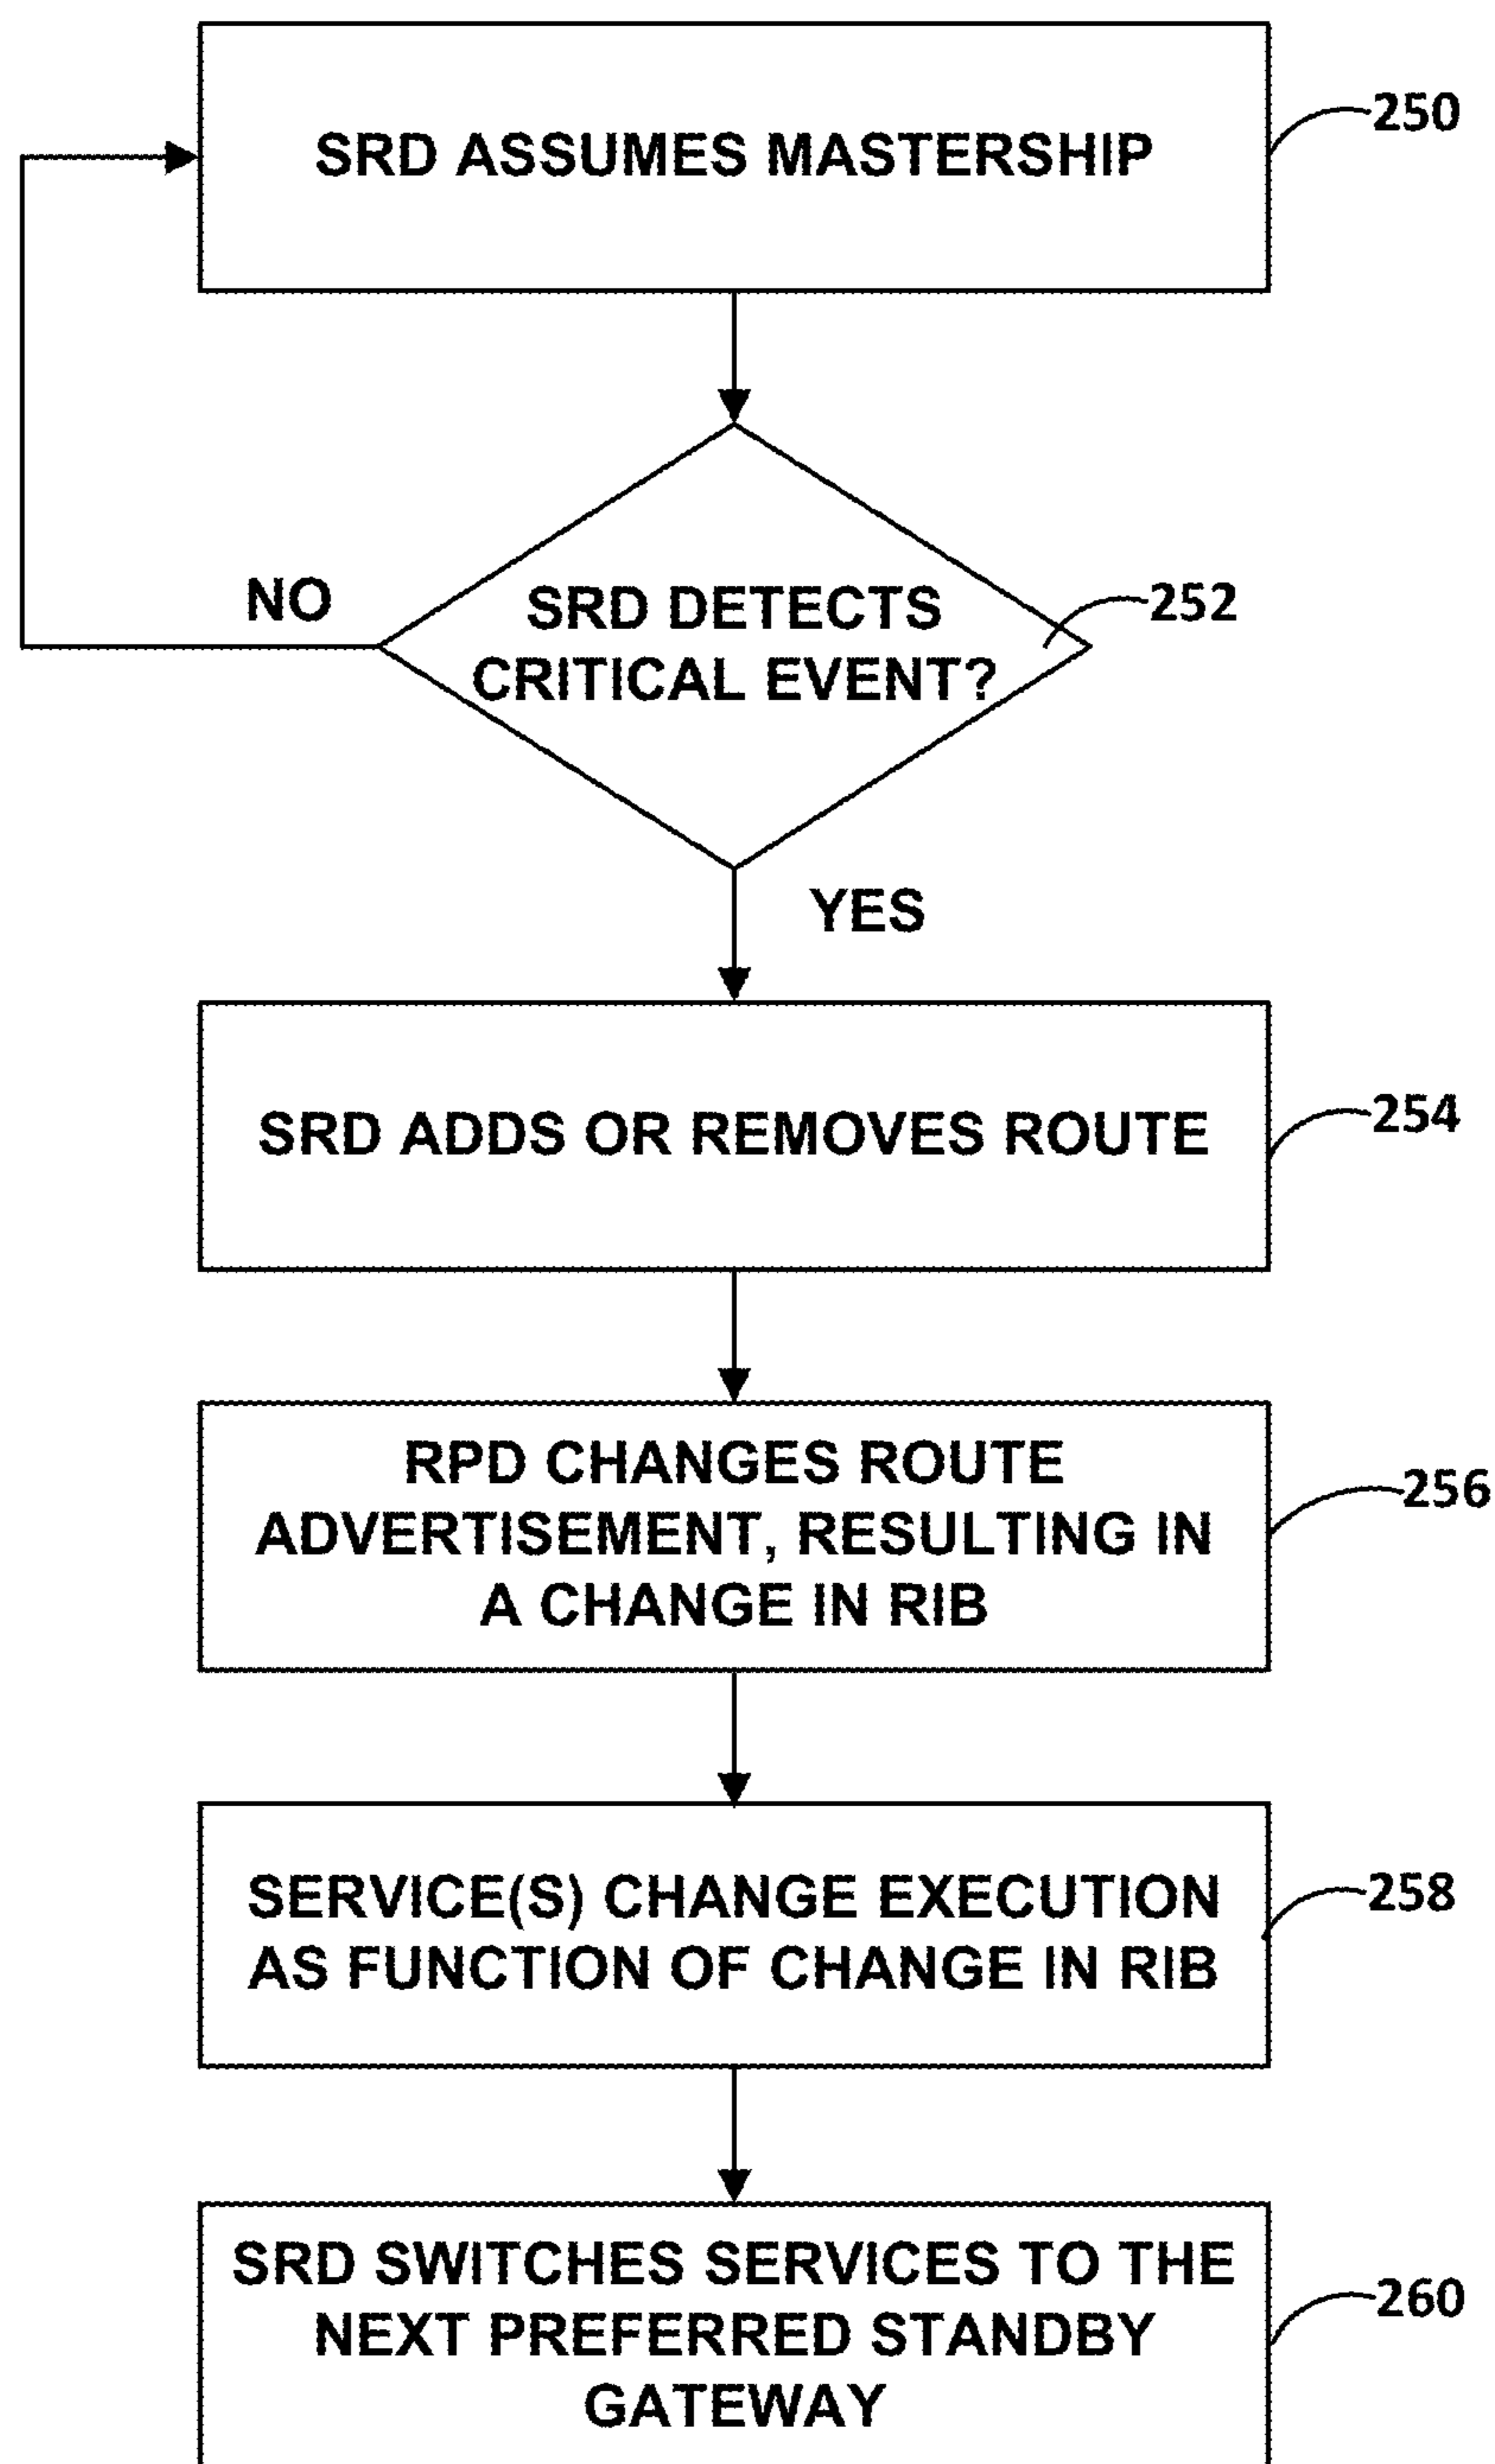 SRD ASSUMES MASTERSHIP
250
NO
SRD DETECTS
CRITICAL EVENT?
252
YES
SRD ADDS OR REMOVES ROUTE
254
RPD CHANGES ROUTE
ADVERTISEMENT, RESULTING IN
A CHANGE IN RIB
256
SERVICE(S) CHANGE EXECUTION
AS FUNCTION OF CHANGE IN RIB
258
SRD SWITCHES SERVICES TO THE
NEXT PREFERRED STANDBY
GATEWAY
260